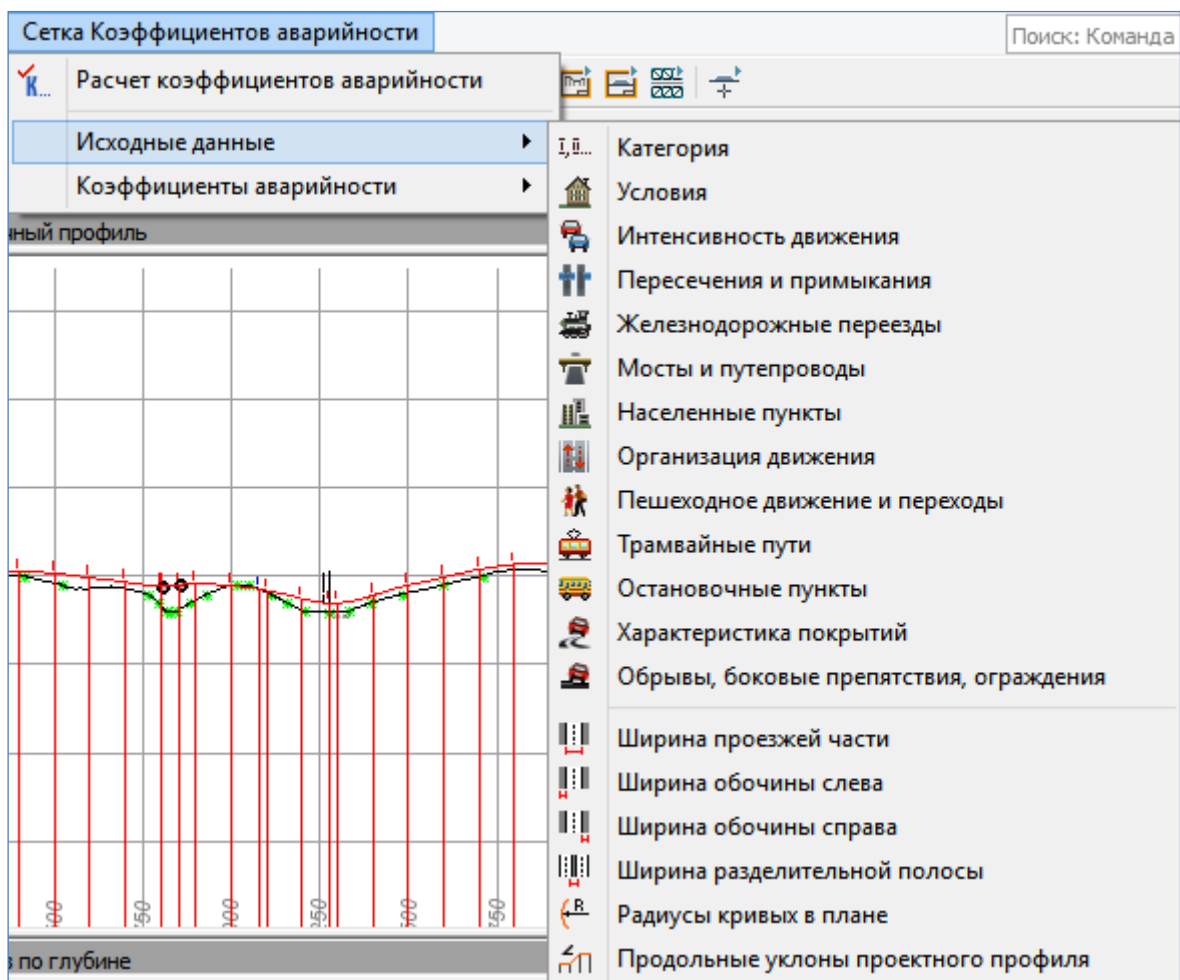 Сетка Коэффициентов аварийности
Поиск: Команда
К...
Расчет коэффициентов аварийности
Исходные данные
Коэффициенты аварийности
I, II...
Категория
Условия
Интенсивность движения
Пересечения и примыкания
Железнодорожные переезды
Мосты и путепроводы
Населенные пункты
Организация движения
Пешеходное движение и переходы
Трамвайные пути
Остановочные пункты
Характеристика покрытий
Обрывы, боковые препятствия, ограждения
Ширина проезжей части
Ширина обочины слева
Ширина обочины справа
Ширина разделительной полосы
R
Радиусы кривых в плане
Продольные уклоны проектного профиля
профиль
по глубине